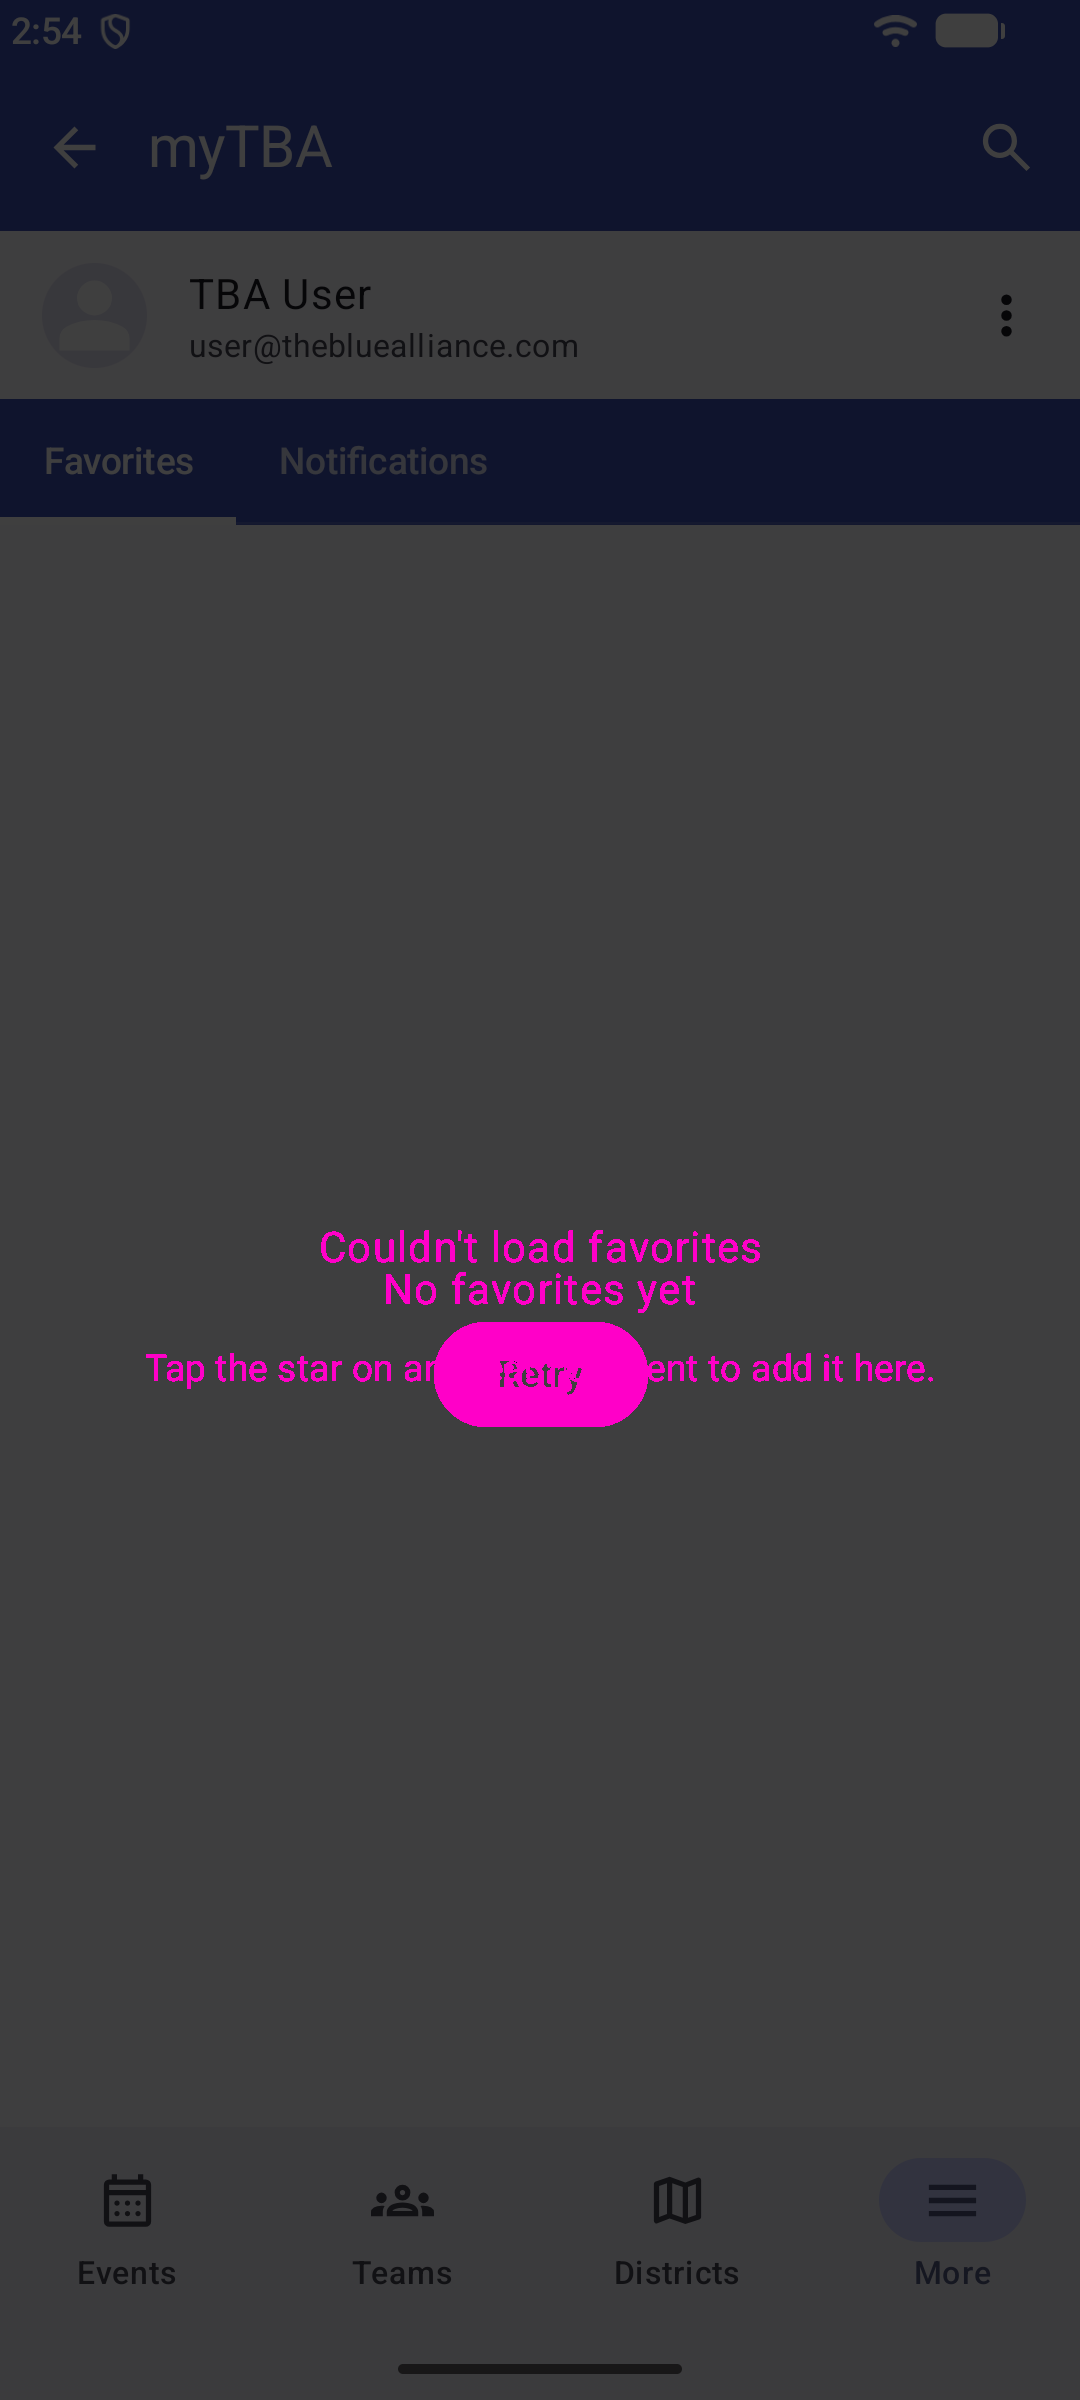 2:54
myTBA
TBA User
user@thebluealliance.com
Favorites Notifications
Couldn't load favorites
No favorites yet
Tap the star on ent to add it here.
Retry
Events Teams Districts More